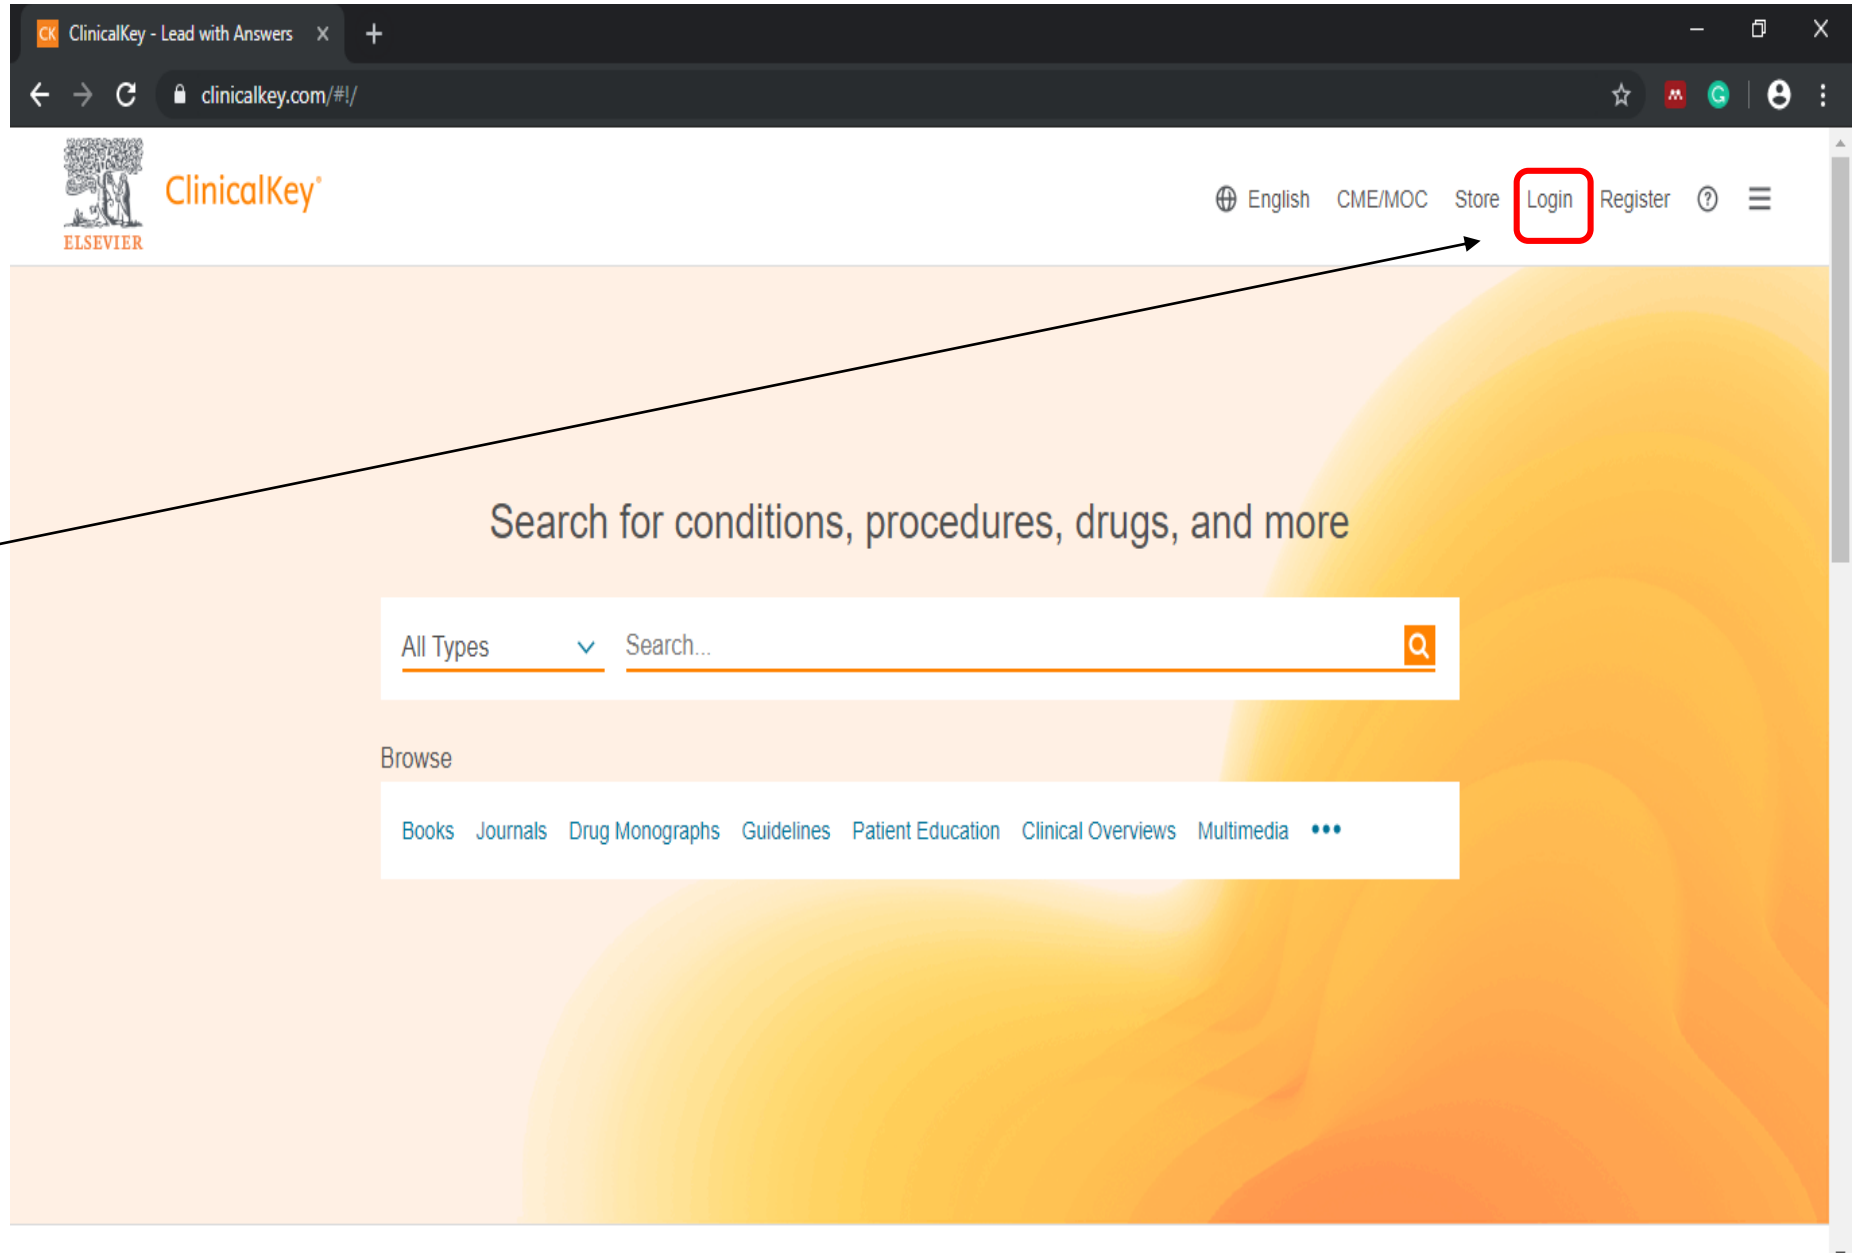 CK ClinicalKey - Lead with Answers
clinicalkey.com/#!/
ELSEVIER
ClinicalKey®
English CME/MOC Store Login Register ?
Search for conditions, procedures, drugs, and more
All Types Search...
Browse
Books Journals Drug Monographs Guidelines Patient Education Clinical Overviews Multimedia •••